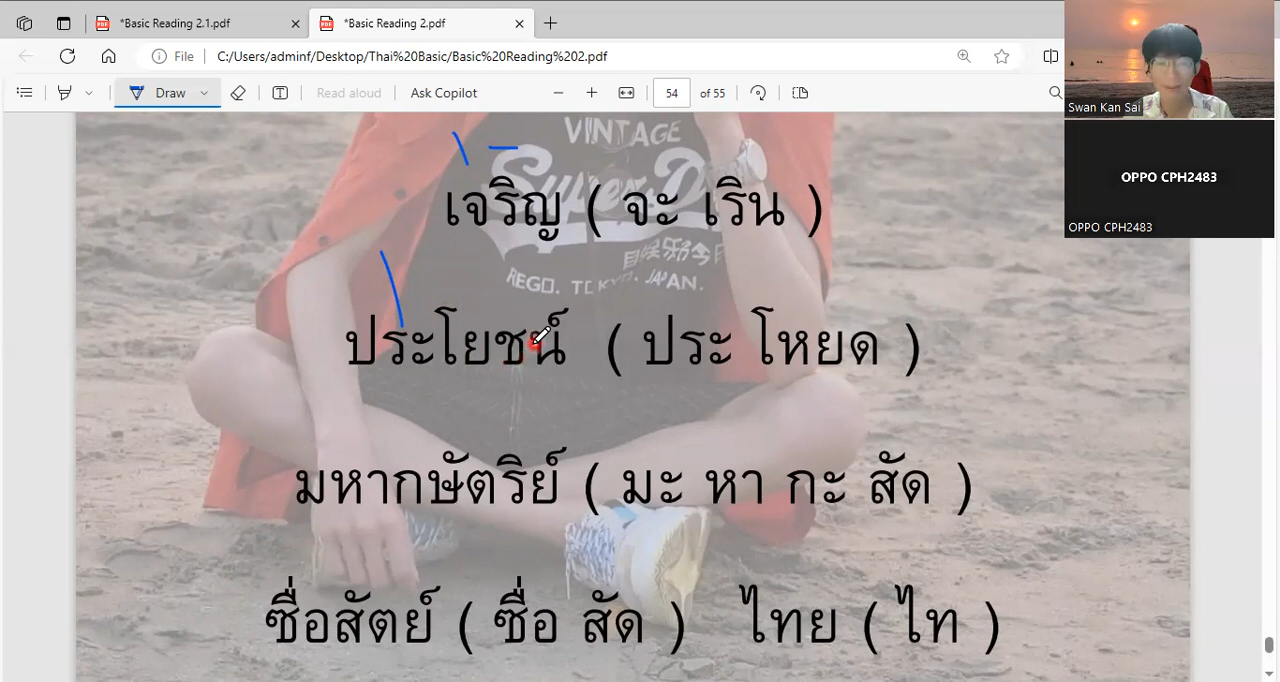 *Basic Reading 2.1.pdf
*Basic Reading 2.pdf
File
C:/Users/adminf/Desktop/Thai%20Basic/Basic%20Reading%202.pdf
Draw
Read aloud
Ask Copilot
54 of 55
Swan Kan Sai
OPPO CPH2483
OPPO CPH2483
VINTAGE
Super D
REGO. TOKYO. JAPAN.
เจริญ ( จะ เริน )
ประโยชน์ ( ประ โหยด )
มหากษัตริย์ ( มะ หา กะ สัด )
ซื่อสัตย์ ( ซื่อ สัด ) ไทย ( ไท )